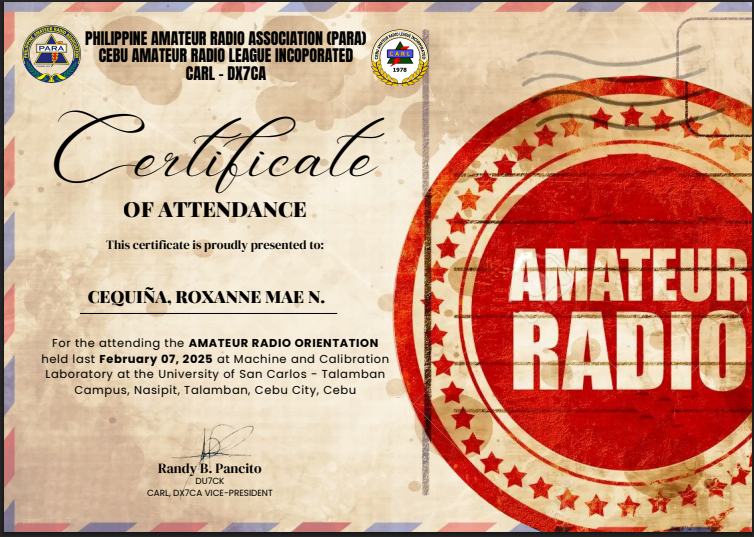 PHILIPPINE AMATEUR RADIO ASSOCIATION (PARA)
CEBU AMATEUR RADIO LEAGUE INCOPORATED
CARL - DX7CA
PARA
CARL
1978
Certificate
OF ATTENDANCE
This certificate is proudly presented to:
CEQUIÑA, ROXANNE MAE N.
For the attending the AMATEUR RADIO ORIENTATION
held last February 07, 2025 at Machine and Calibration
Laboratory at the University of San Carlos - Talamban
Campus, Nasipit, Talamban, Cebu City, Cebu
Randy B. Pancito
DU7CK
CARL, DX7CA VICE-PRESIDENT
AMATEUR
RADIO